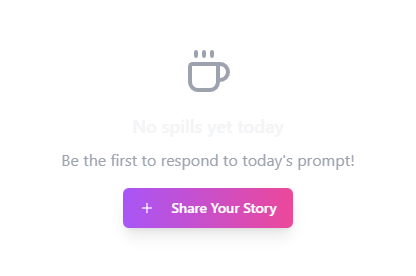 No spills yet today
Be the first to respond to today's prompt!
+ Share Your Story